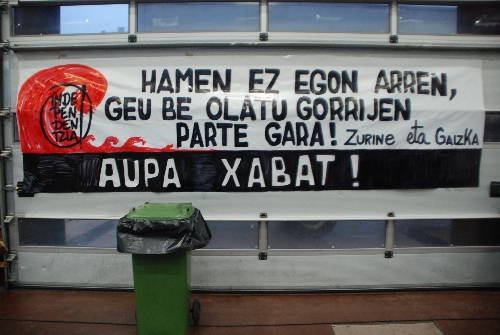 INDE
PEN
DEN
TZIA
HAMEN EZ EGON ARREN,
GEU BE OLATU GORRIJEN
PARTE GARA! ZURINE eta GAIZKA
AUPA XABAT!